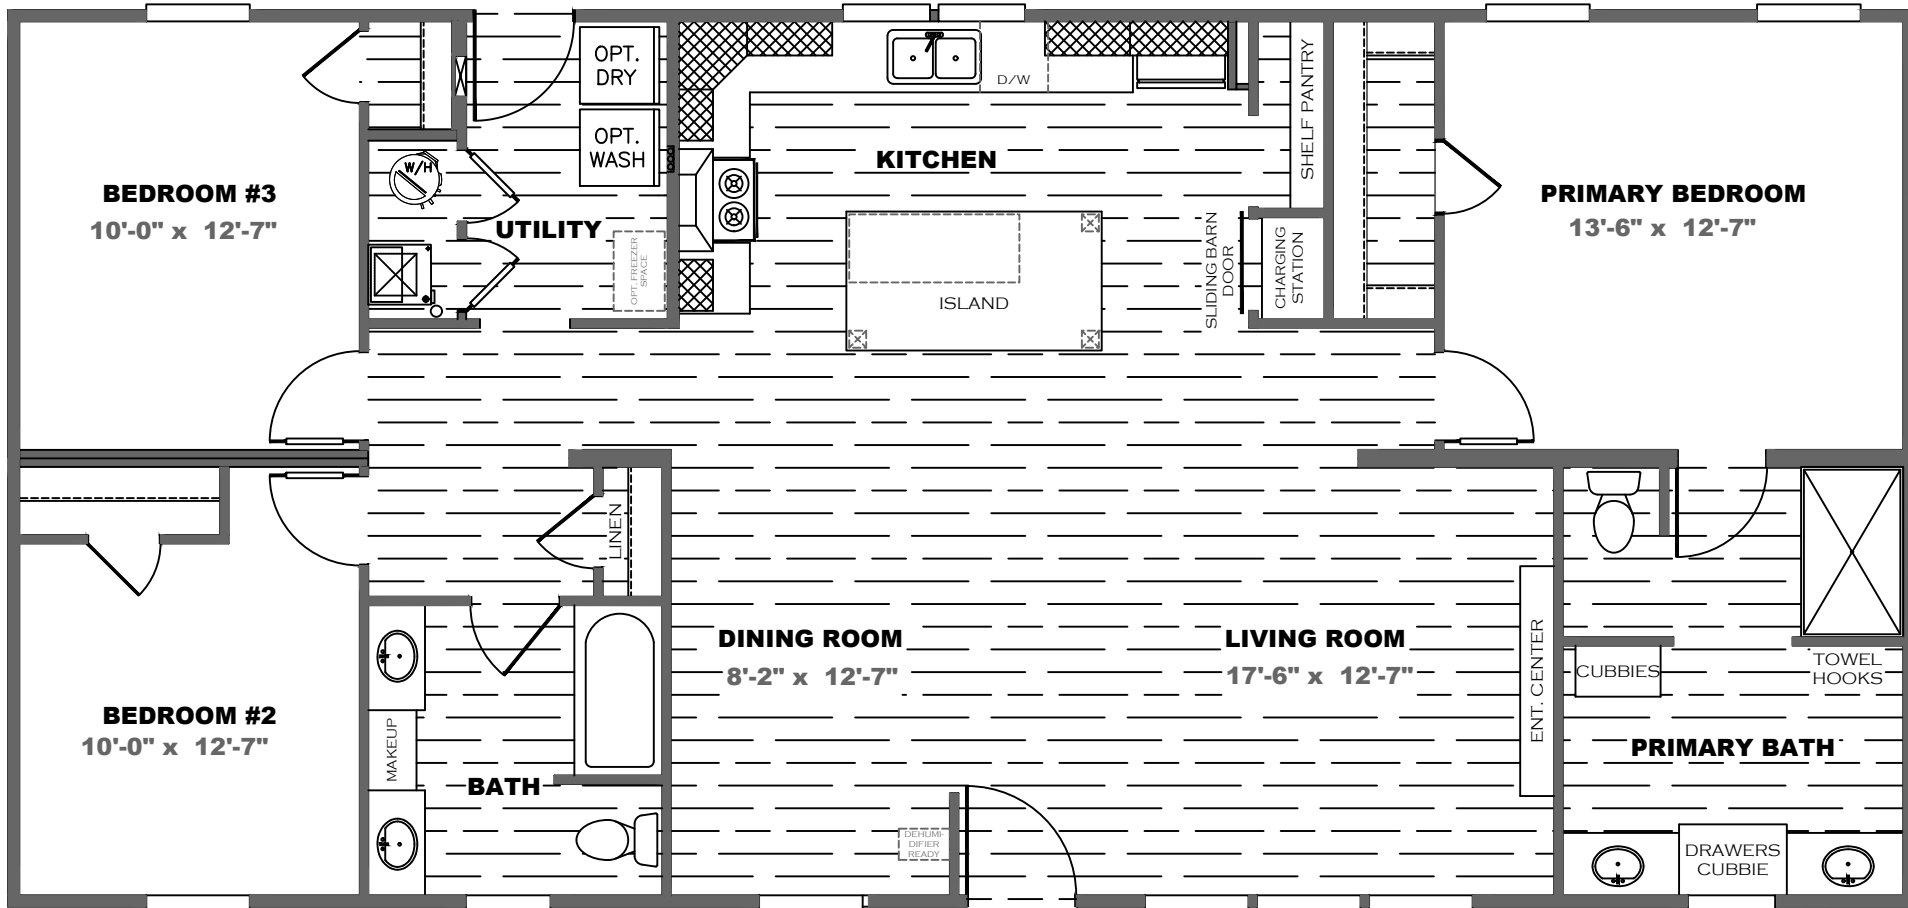 OPT.
DRY
OPT.
WASH
D/W
SHELF PANTRY
KITCHEN
W/H
BEDROOM #3
10'-0" x 12'-7"
UTILITY
OPT. FREEZER
SPACE
ISLAND
SLIDING BARN
DOOR
CHARGING
STATION
PRIMARY BEDROOM
13'-6" x 12'-7"
LINEN
DINING ROOM
8'-2" x 12'-7"
LIVING ROOM
17'-6" x 12'-7"
ENT. CENTER
CUBBIES
TOWEL
HOOKS
BEDROOM #2
10'-0" x 12'-7"
MAKEUP
BATH
PRIMARY BATH
DEHUMI-
DIFIER
READY
DRAWERS
CUBBIE